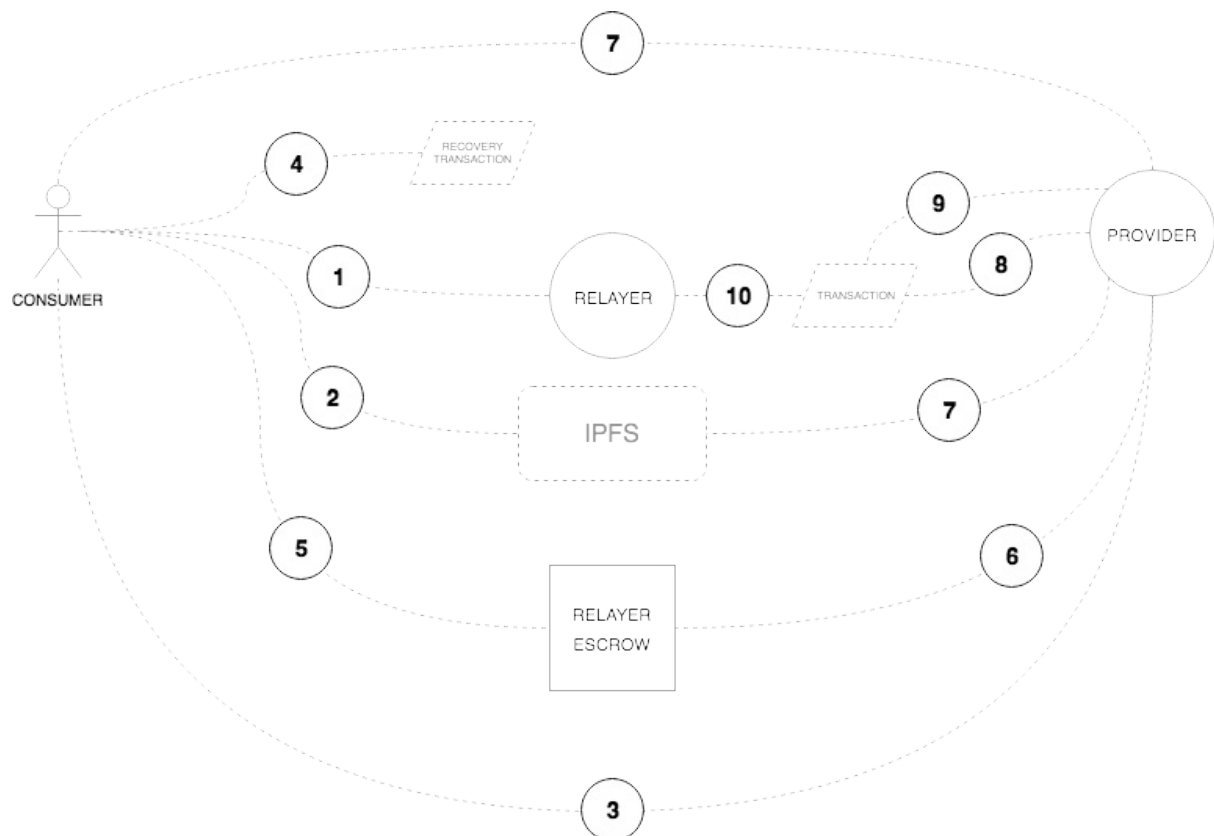 7
RECOVERY
TRANSACTION
4
9
PROVIDER
8
CONSUMER
1
RELAYER
10
TRANSACTION
2
IPFS
7
5
6
RELAYER
ESCROW
3